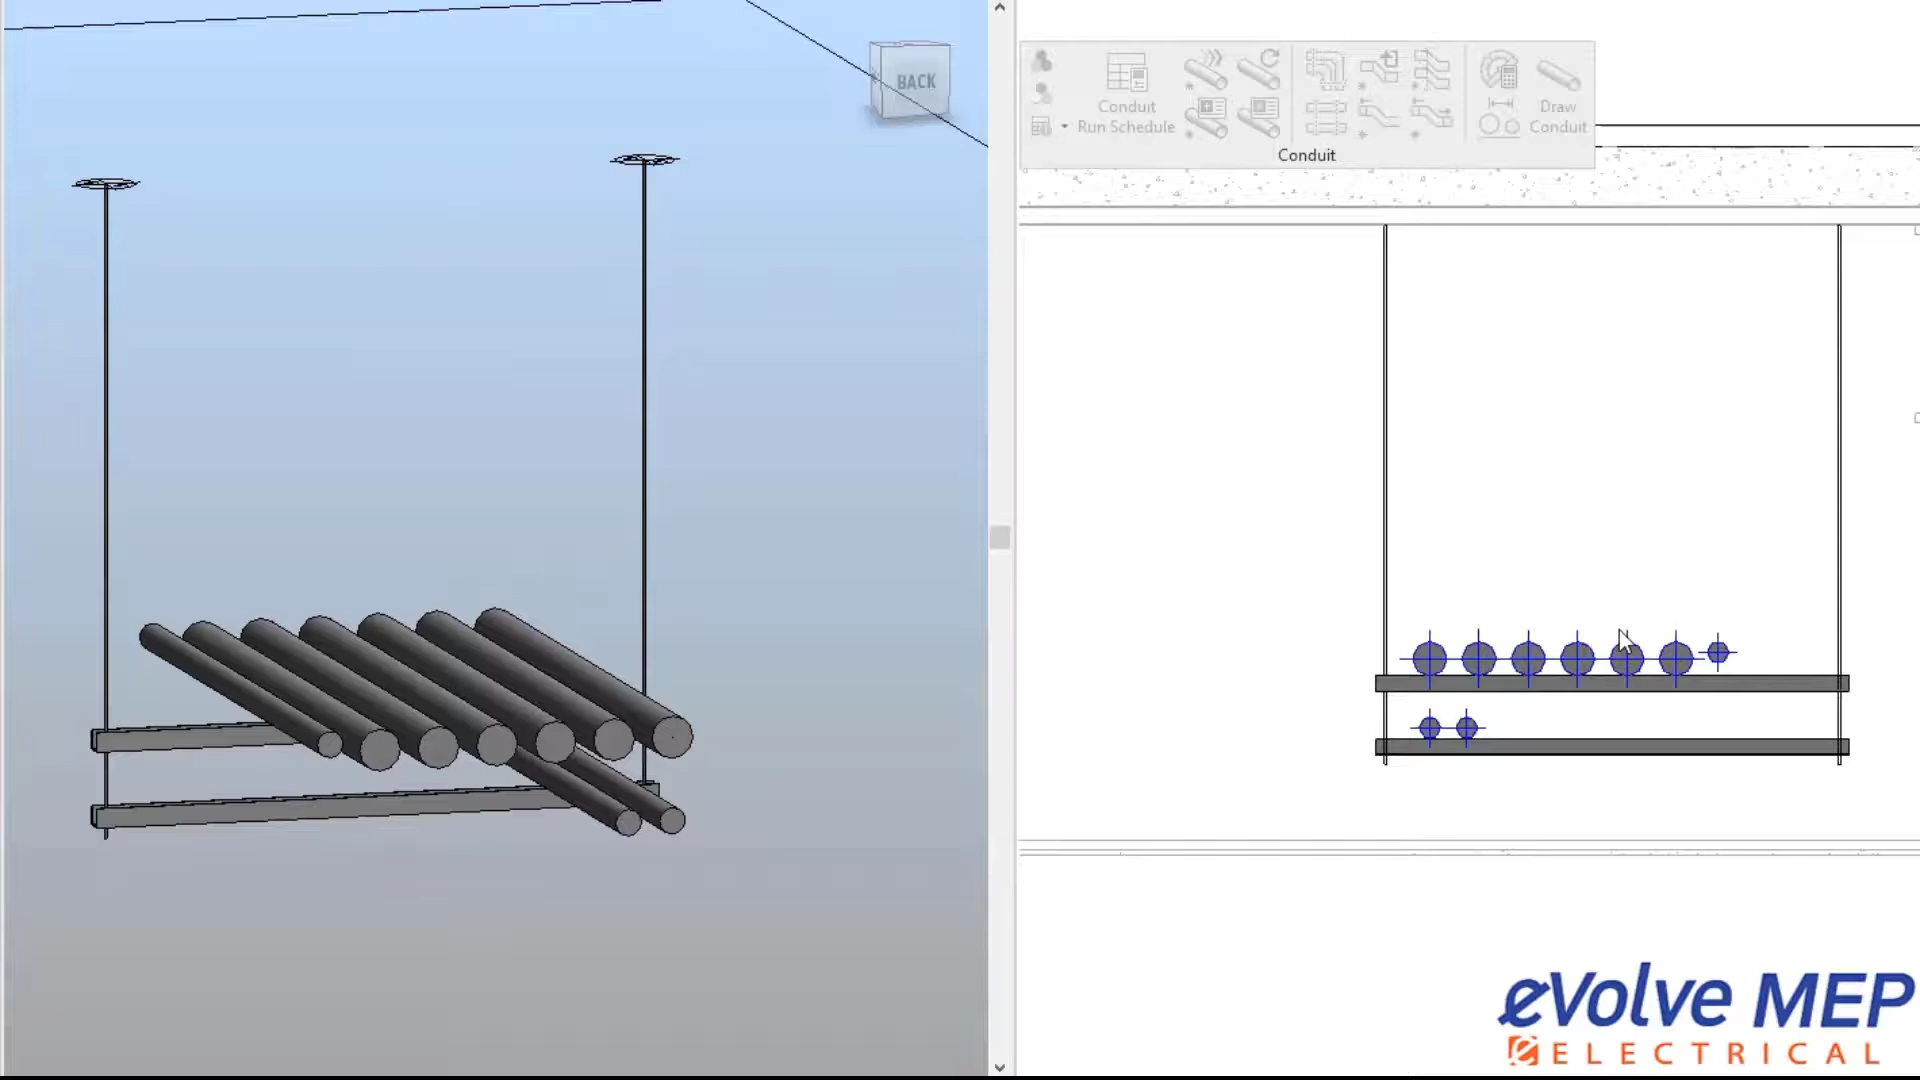 BACK
Conduit
Run Schedule
Draw
Conduit
Conduit
eVolve MEP
ELECTRICAL